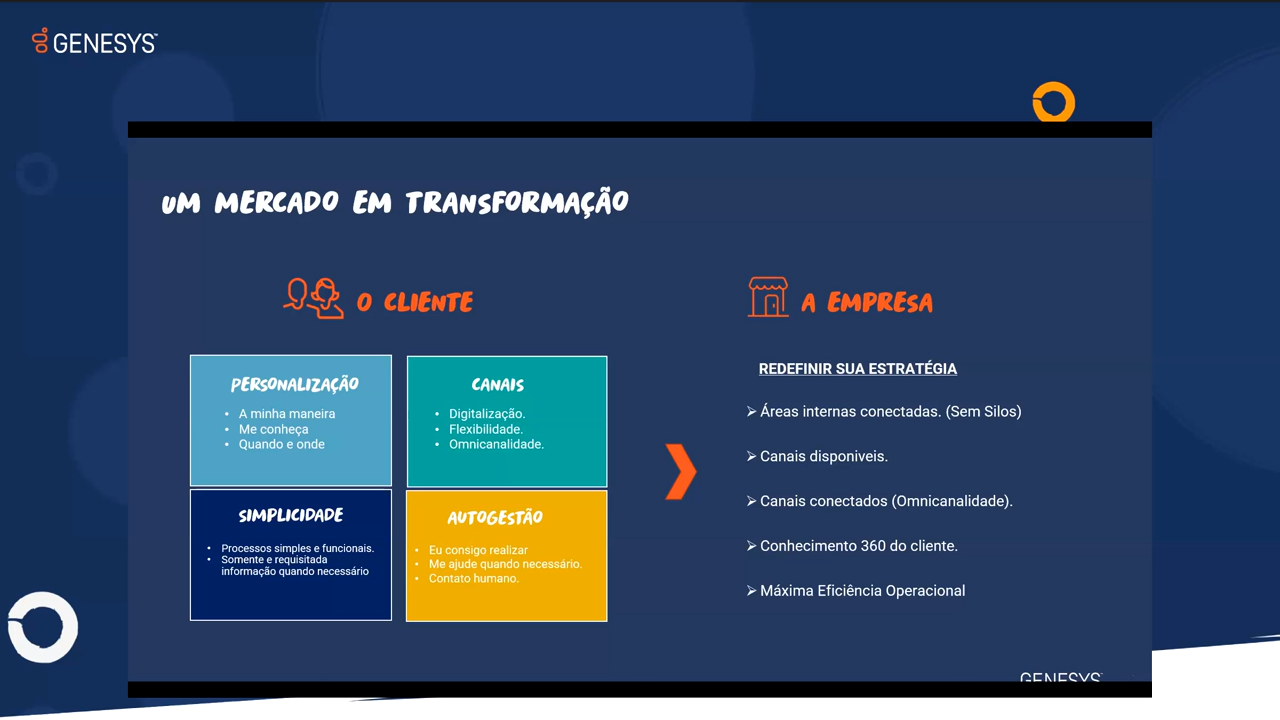 GENESYS™
UM MERCADO EM TRANSFORMAÇÃO
O CLIENTE
PERSONALIZAÇÃO
• A minha maneira
• Me conheça
• Quando e onde
CANAIS
• Digitalização.
• Flexibilidade.
• Omnicanalidade.
SIMPLICIDADE
• Processos simples e funcionais.
• Somente e requisitada
informação quando necessário
AUTOGESTÃO
• Eu consigo realizar
• Me ajude quando necessário.
• Contato humano.
A EMPRESA
REDEFINIR SUA ESTRATÉGIA
➢ Áreas internas conectadas. (Sem Silos)
➢ Canais disponiveis.
➢ Canais conectados (Omnicanalidade).
➢ Conhecimento 360 do cliente.
➢ Máxima Eficiência Operacional
GENESYS